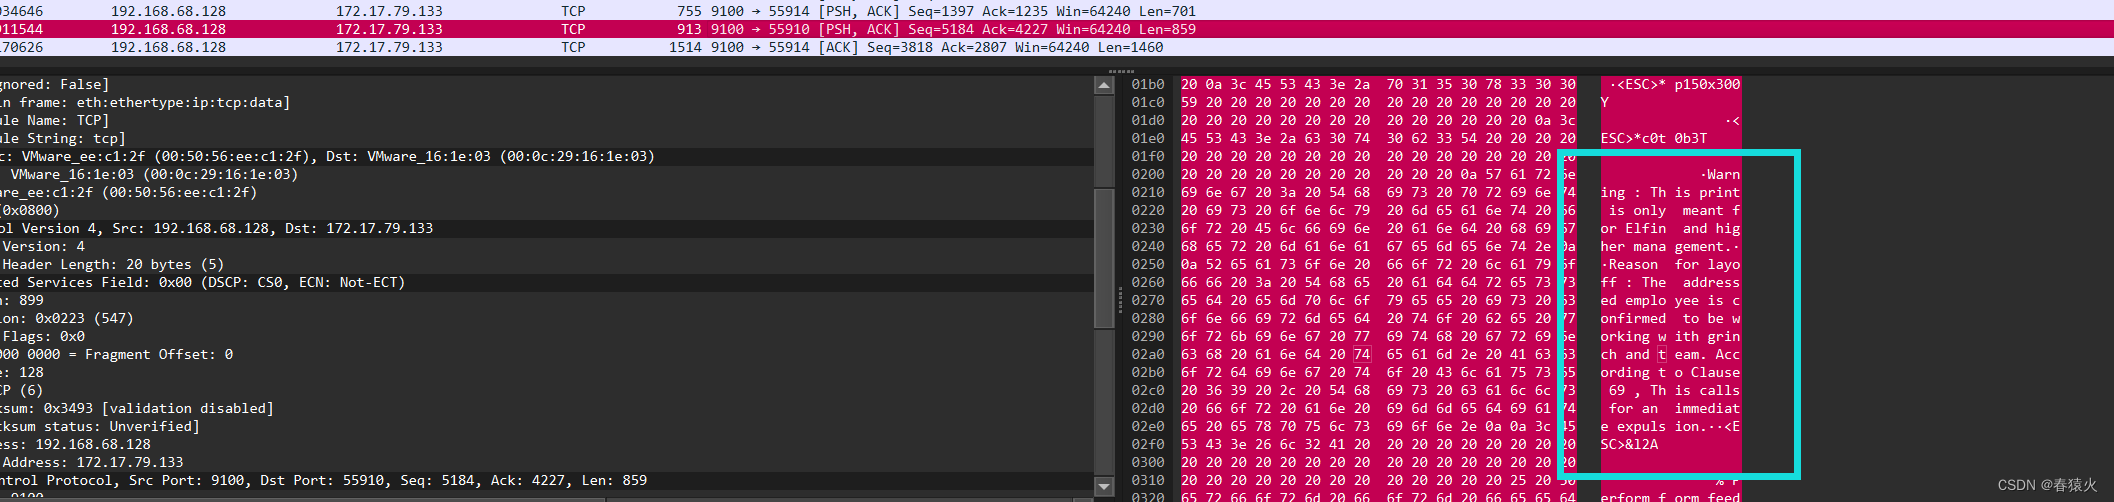 034646 192.168.68.128 172.17.79.133 TCP 755 9100 → 55914 [PSH, ACK] Seq=1397 Ack=1235 Win=64240 Len=701
011544 192.168.68.128 172.17.79.133 TCP 913 9100 → 55910 [PSH, ACK] Seq=5184 Ack=4227 Win=64240 Len=859
170626 192.168.68.128 172.17.79.133 TCP 1514 9100 → 55914 [ACK] Seq=3818 Ack=2807 Win=64240 Len=1460
gnored: False]
in frame: eth:ethertype:ip:tcp:data]
ule Name: TCP]
ule String: tcp]
c: VMware_ee:c1:2f (00:50:56:ee:c1:2f), Dst: VMware_16:1e:03 (00:0c:29:16:1e:03)
VMware_16:1e:03 (00:0c:29:16:1e:03)
are_ee:c1:2f (00:50:56:ee:c1:2f)
(0x0800)
ol Version 4, Src: 192.168.68.128, Dst: 172.17.79.133
Version: 4
Header Length: 20 bytes (5)
ted Services Field: 0x00 (DSCP: CS0, ECN: Not-ECT)
h: 899
ion: 0x0223 (547)
Flags: 0x0
000 0000 = Fragment Offset: 0
e: 128
CP (6)
ksum: 0x3493 [validation disabled]
cksum status: Unverified]
ess: 192.168.68.128
Address: 172.17.79.133
ntrol Protocol, Src Port: 9100, Dst Port: 55910, Seq: 5184, Ack: 4227, Len: 859
9100
01b0 20 0a 3c 45 53 43 3e 2a 70 31 35 30 78 33 30 30 ·<ESC>* p150x300
01c0 59 20 20 20 20 20 20 20 20 20 20 20 20 20 20 20 Y
01d0 20 20 20 20 20 20 20 20 20 20 20 20 20 20 0a 3c ·<
01e0 45 53 43 3e 2a 63 30 74 30 62 33 54 20 20 20 20 ESC>*c0t 0b3T
01f0 20 20 20 20 20 20 20 20 20 20 20 20 20 20 20 20
0200 20 20 20 20 20 20 20 20 20 20 20 0a 57 61 72 6e ·Warn
0210 69 6e 67 20 3a 20 54 68 69 73 20 70 72 69 6e 74 ing : Th is print
0220 20 69 73 20 6f 6e 6c 79 20 6d 65 61 6e 74 20 66 is only meant f
0230 6f 72 20 45 6c 66 69 6e 20 61 6e 64 20 68 69 67 or Elfin and hig
0240 68 65 72 20 6d 61 6e 61 67 65 6d 65 6e 74 2e 0a her mana gement.·
0250 0a 52 65 61 73 6f 6e 20 66 6f 72 20 6c 61 79 6f ·Reason for layo
0260 66 66 20 3a 20 54 68 65 20 61 64 64 72 65 73 73 ff : The address
0270 65 64 20 65 6d 70 6c 6f 79 65 65 20 69 73 20 63 ed emplo yee is c
0280 6f 6e 66 69 72 6d 65 64 20 74 6f 20 62 65 20 77 onfirmed to be w
0290 6f 72 6b 69 6e 67 20 77 69 74 68 20 67 72 69 6e orking w ith grin
02a0 63 68 20 61 6e 64 20 74 65 61 6d 2e 20 41 63 63 ch and t eam. Acc
02b0 6f 72 64 69 6e 67 20 74 6f 20 43 6c 61 75 73 65 ording t o Clause
02c0 20 36 39 20 2c 20 54 68 69 73 20 63 61 6c 6c 73 69 , Th is calls
02d0 20 66 6f 72 20 61 6e 20 69 6d 6d 65 64 69 61 74 for an immediat
02e0 65 20 65 78 70 75 6c 73 69 6f 6e 2e 0a 0a 3c 45 e expuls ion.··<E
02f0 53 43 3e 26 6c 32 41 20 20 20 20 20 20 20 20 20 SC>&l2A
0300 20 20 20 20 20 20 20 20 20 20 20 20 20 20 20 20
0310 20 20 20 20 20 20 20 20 20 20 20 20 20 25 20 50 % P
0320 65 72 66 6f 72 6d 20 66 6f 72 6d 20 66 65 65 64 erform f orm feed
CSDN @春猿火